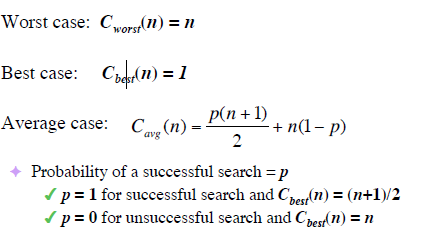 Worst case: C_worst(n) = n
Best case: C_best(n) = 1
Average case: C_avg(n) = p(n + 1)/2 + n(1 − p)
✦ Probability of a successful search = p
✓ p = 1 for successful search and C_best(n) = (n+1)/2
✓ p = 0 for unsuccessful search and C_best(n) = n